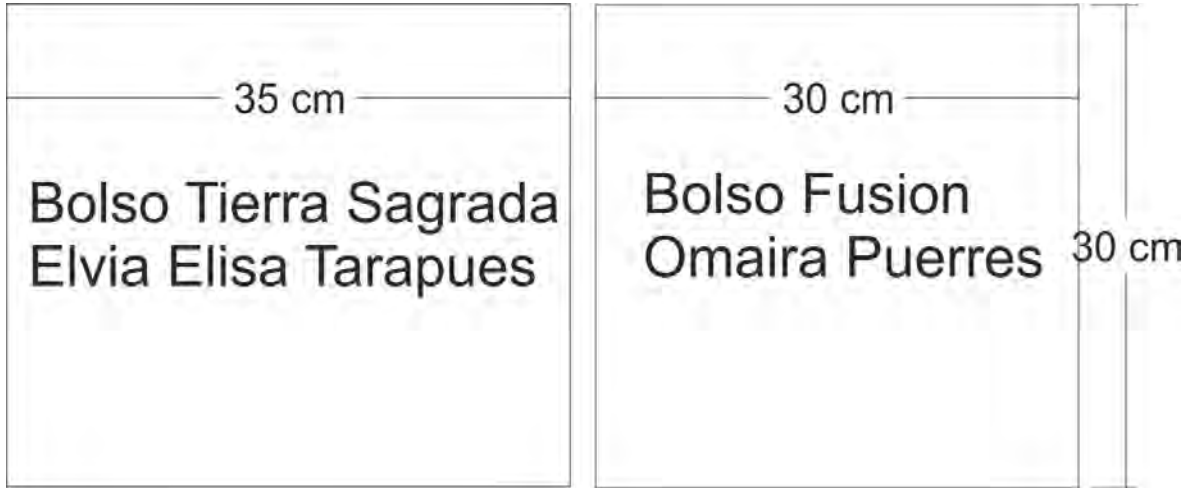 35 cm
Bolso Tierra Sagrada
Elvia Elisa Tarapues
30 cm
Bolso Fusion
Omaira Puerres
30 cm